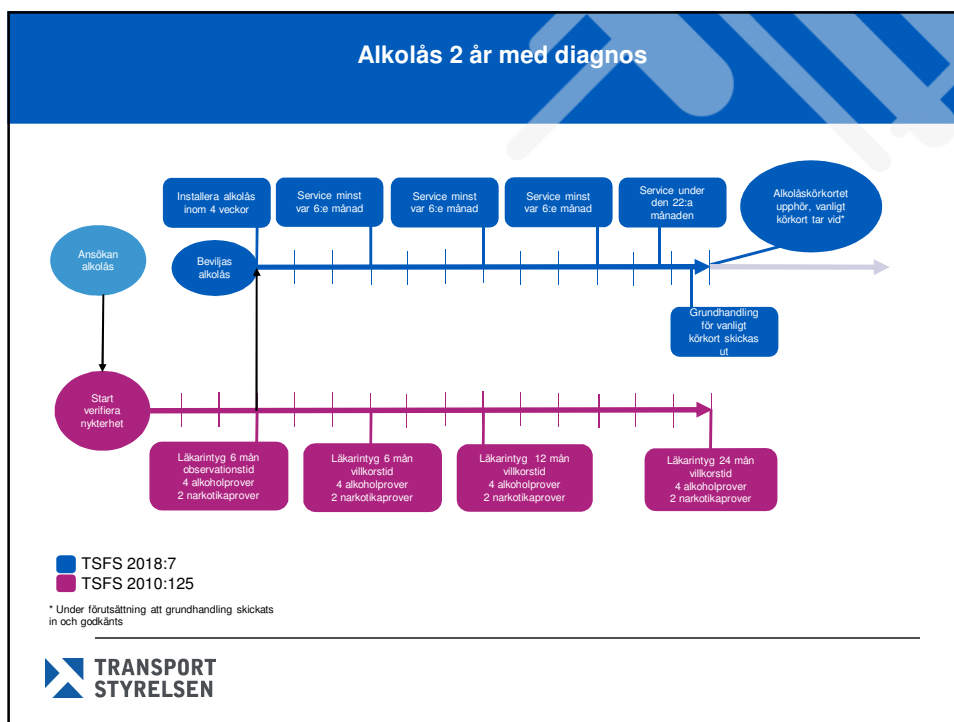 Alkolås 2 år med diagnos
Installera alkolås
inom 4 veckor
Service minst
var 6:e månad
Service minst
var 6:e månad
Service minst
var 6:e månad
Service under
den 22:a
månaden
Alkolåskörkortet
upphör, vanligt
körkort tar vid*
Ansökan
alkolås
Beviljas
alkolås
Grundhandling
för vanligt
körkort skickas
ut
Start
verifiera
nykterhet
Läkarintyg 6 mån
observationstid
4 alkoholprover
2 narkotikaprover
Läkarintyg 6 mån
villkorstid
4 alkoholprover
2 narkotikaprover
Läkarintyg 12 mån
villkorstid
4 alkoholprover
2 narkotikaprover
Läkarintyg 24 mån
villkorstid
4 alkoholprover
2 narkotikaprover
TSFS 2018:7
TSFS 2010:125
* Under förutsättning att grundhandling skickats
in och godkänts
TRANSPORT
STYRELSEN